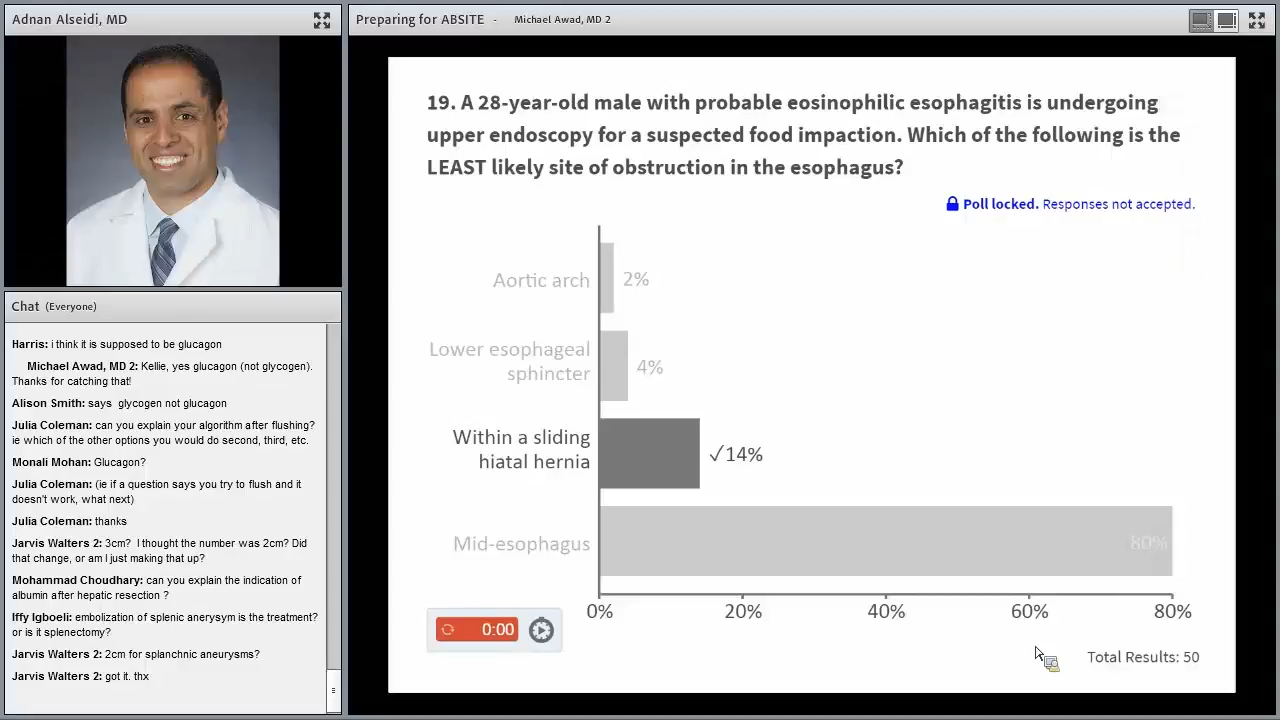 Adnan Alseidi, MD
Preparing for ABSITE - Michael Awad, MD 2
19. A 28-year-old male with probable eosinophilic esophagitis is undergoing
upper endoscopy for a suspected food impaction. Which of the following is the
LEAST likely site of obstruction in the esophagus?
Poll locked. Responses not accepted.
Aortic arch 2%
Lower esophageal
sphincter 4%
Within a sliding
hiatal hernia ✓14%
Mid-esophagus 80%
0% 20% 40% 60% 80%
0:00
Total Results: 50
Chat (Everyone)
Harris: i think it is supposed to be glucagon
Michael Awad, MD 2: Kellie, yes glucagon (not glycogen).
Thanks for catching that!
Alison Smith: says glycogen not glucagon
Julia Coleman: can you explain your algorithm after flushing?
ie which of the other options you would do second, third, etc.
Monali Mohan: Glucagon?
Julia Coleman: (ie if a question says you try to flush and it
doesn't work, what next)
Julia Coleman: thanks
Jarvis Walters 2: 3cm? I thought the number was 2cm? Did
that change, or am I just making that up?
Mohammad Choudhary: can you explain the indication of
albumin after hepatic resection ?
Iffy Igboeli: embolization of splenic anerysym is the treatment?
or is it splenectomy?
Jarvis Walters 2: 2cm for splanchnic aneurysms?
Jarvis Walters 2: got it. thx